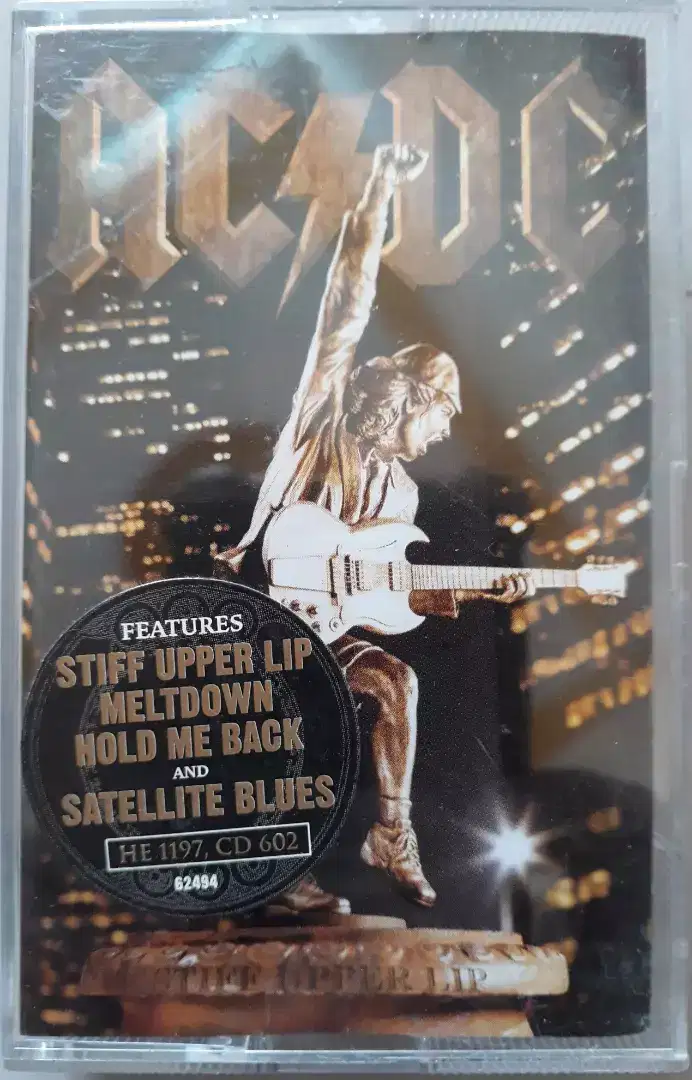 AC⚡DC
FEATURES
STIFF UPPER LIP
MELTDOWN
HOLD ME BACK
AND
SATELLITE BLUES
HE 1197, CD 602
62494
STIFF UPPER LIP